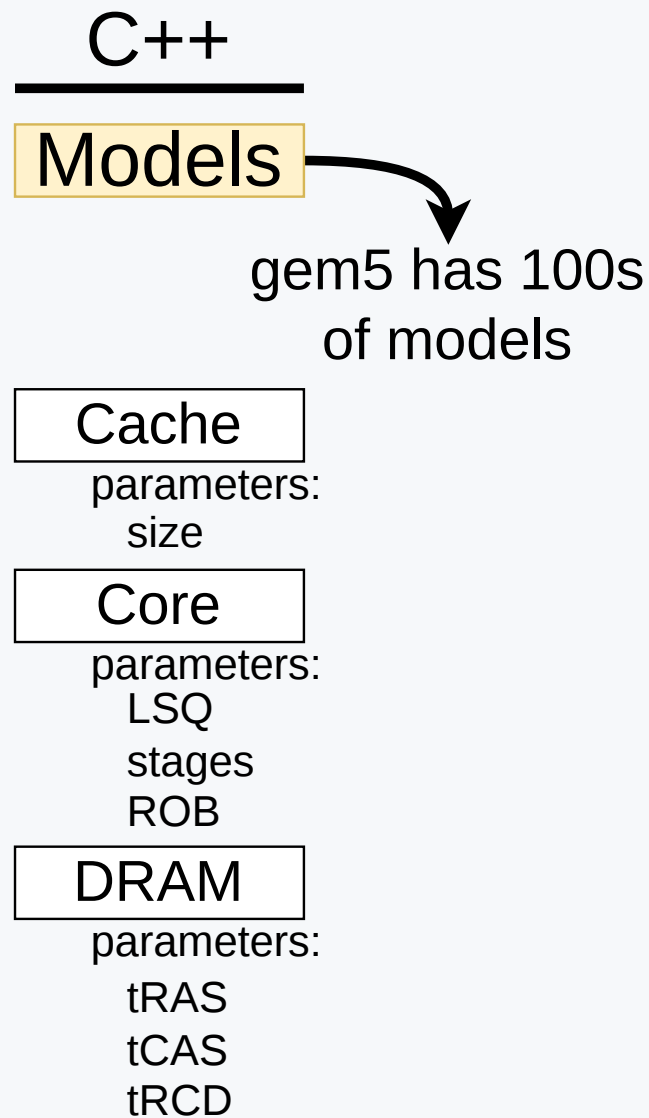 C++
Models
gem5 has 100s
of models
Cache
parameters:
size
Core
parameters:
LSQ
stages
ROB
DRAM
parameters:
tRAS
tCAS
tRCD